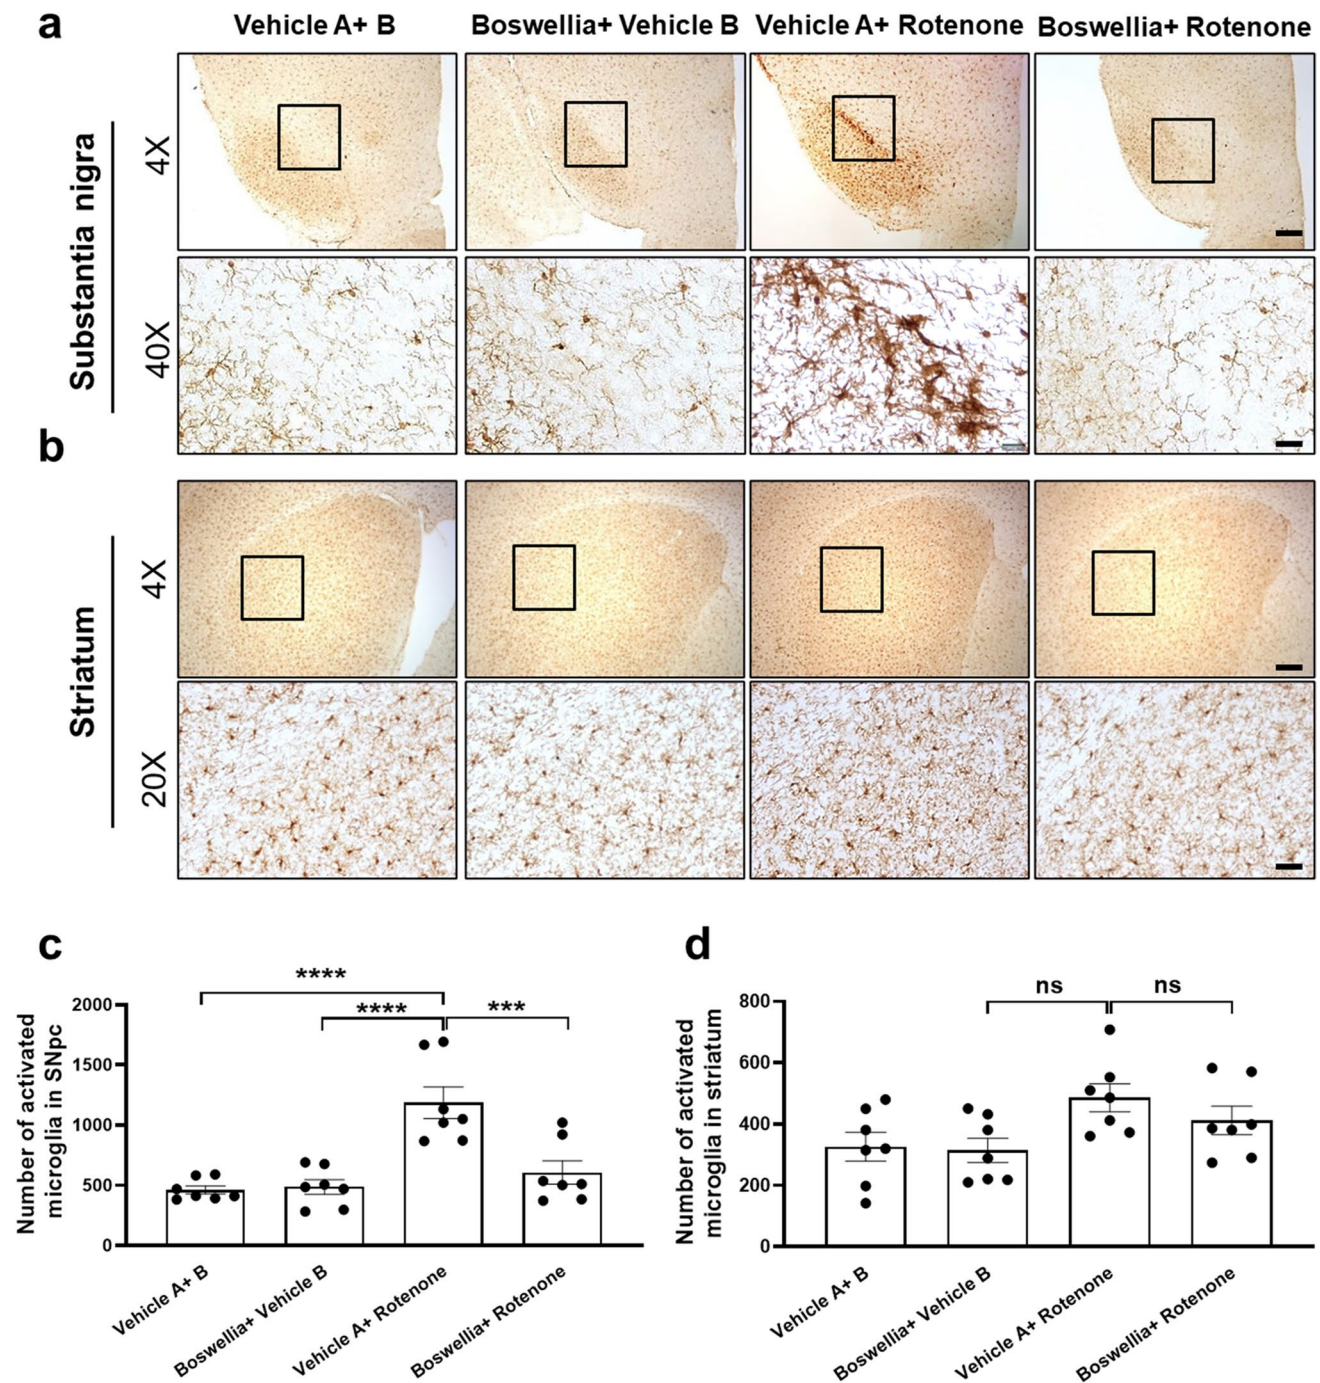 a
Vehicle A+ B
Boswellia+ Vehicle B
Vehicle A+ Rotenone
Boswellia+ Rotenone
Substantia nigra
4X
40X
b
Striatum
4X
20X
c
Number of activated
microglia in SNpc
2000
1500
1000
500
0
****
****
***
Vehicle A+ B
Boswellia+ Vehicle B
Vehicle A+ Rotenone
Boswellia+ Rotenone
d
Number of activated
microglia in striatum
800
600
400
200
0
ns
ns
Vehicle A+ B
Boswellia+ Vehicle B
Vehicle A+ Rotenone
Boswellia+ Rotenone